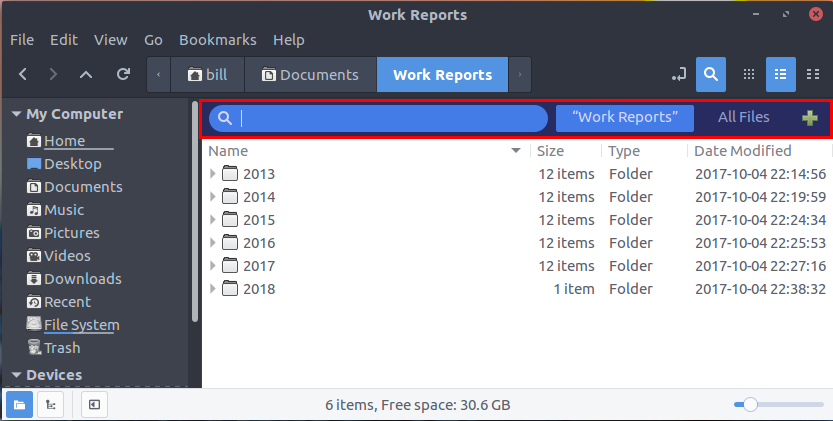 Work Reports
File Edit View Go Bookmarks Help
bill Documents Work Reports
“Work Reports” All Files
My Computer
Home
Desktop
Documents
Music
Pictures
Videos
Downloads
Recent
File System
Trash
Devices
Name Size Type Date Modified
2013 12 items Folder 2017-10-04 22:14:56
2014 12 items Folder 2017-10-04 22:19:59
2015 12 items Folder 2017-10-04 22:24:34
2016 12 items Folder 2017-10-04 22:25:53
2017 12 items Folder 2017-10-04 22:27:16
2018 1 item Folder 2017-10-04 22:38:32
6 items, Free space: 30.6 GB